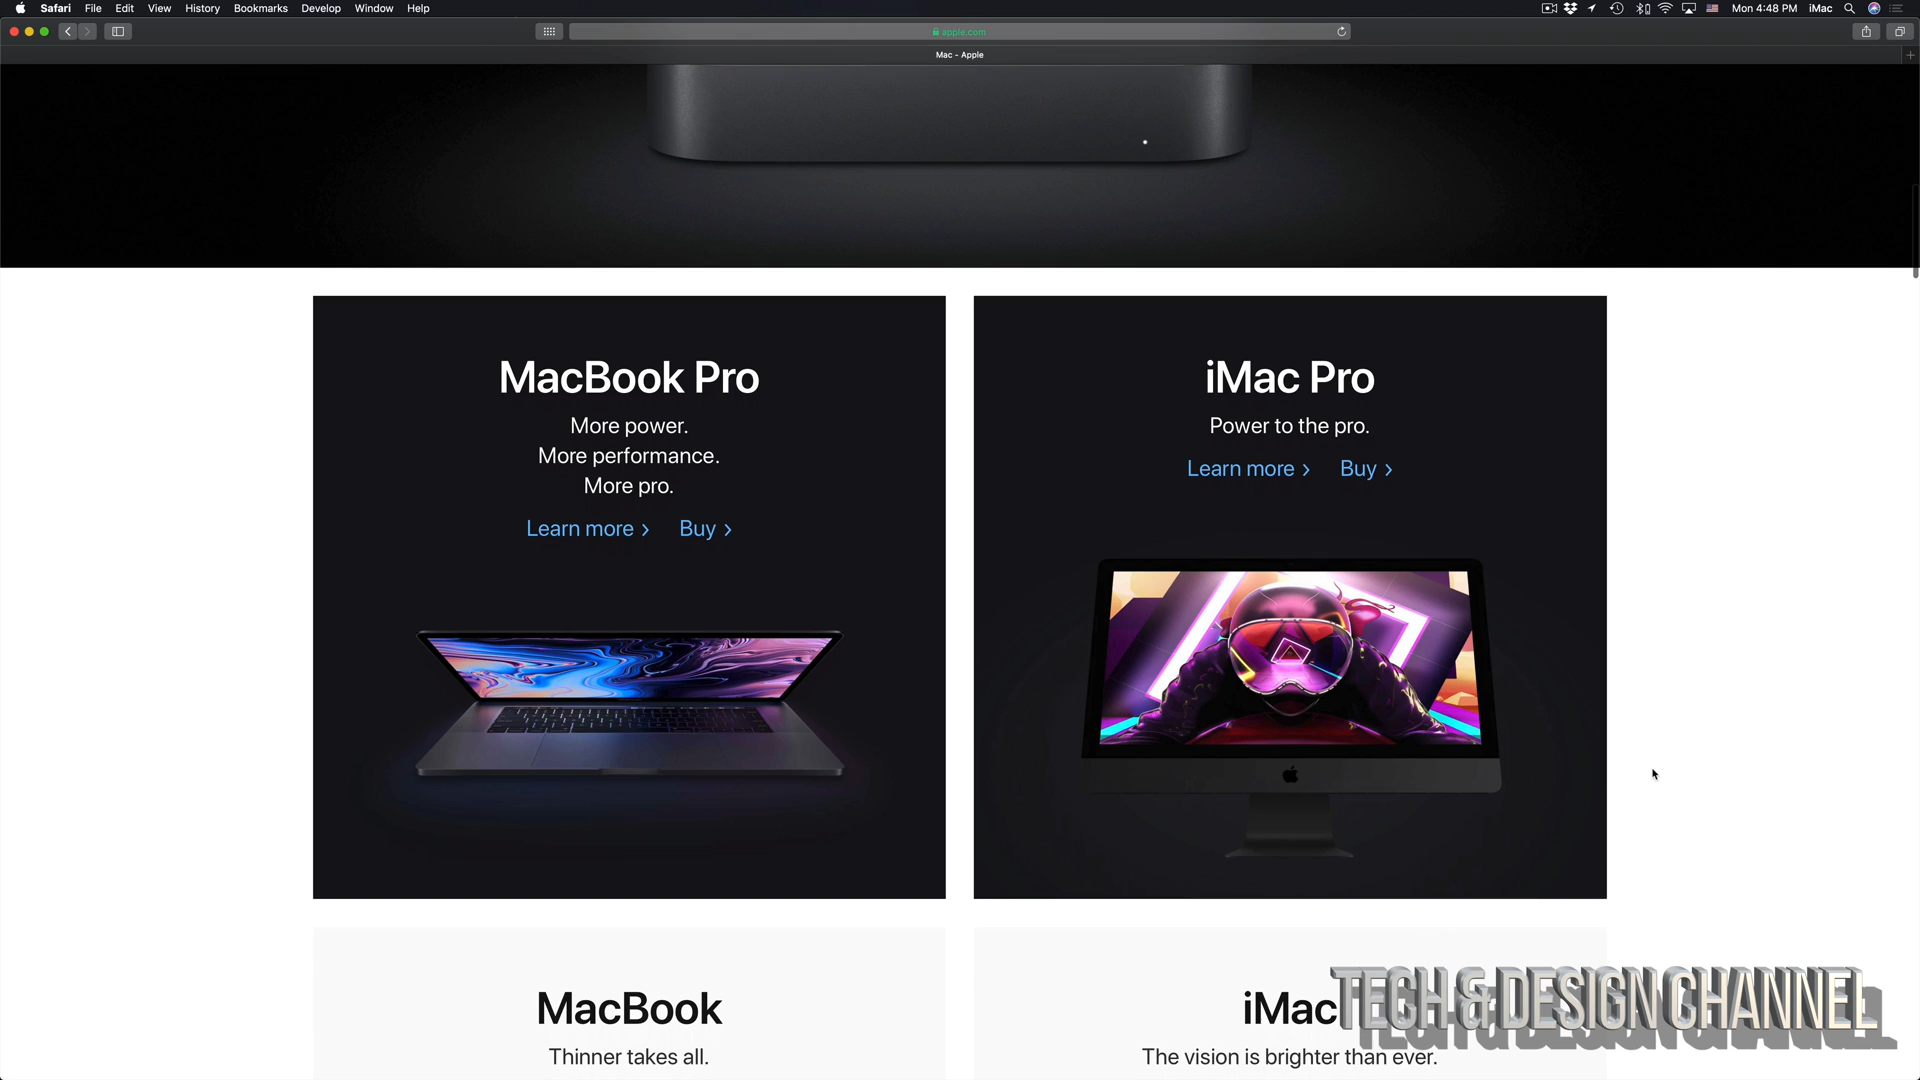 Safari File Edit View History Bookmarks Develop Window Help
Mon 4:48 PM iMac
apple.com
Mac - Apple
MacBook Pro
More power.
More performance.
More pro.
Learn more > Buy >
iMac Pro
Power to the pro.
Learn more > Buy >
MacBook
Thinner takes all.
iMac
The vision is brighter than ever.
TECH & DESIGN CHANNEL